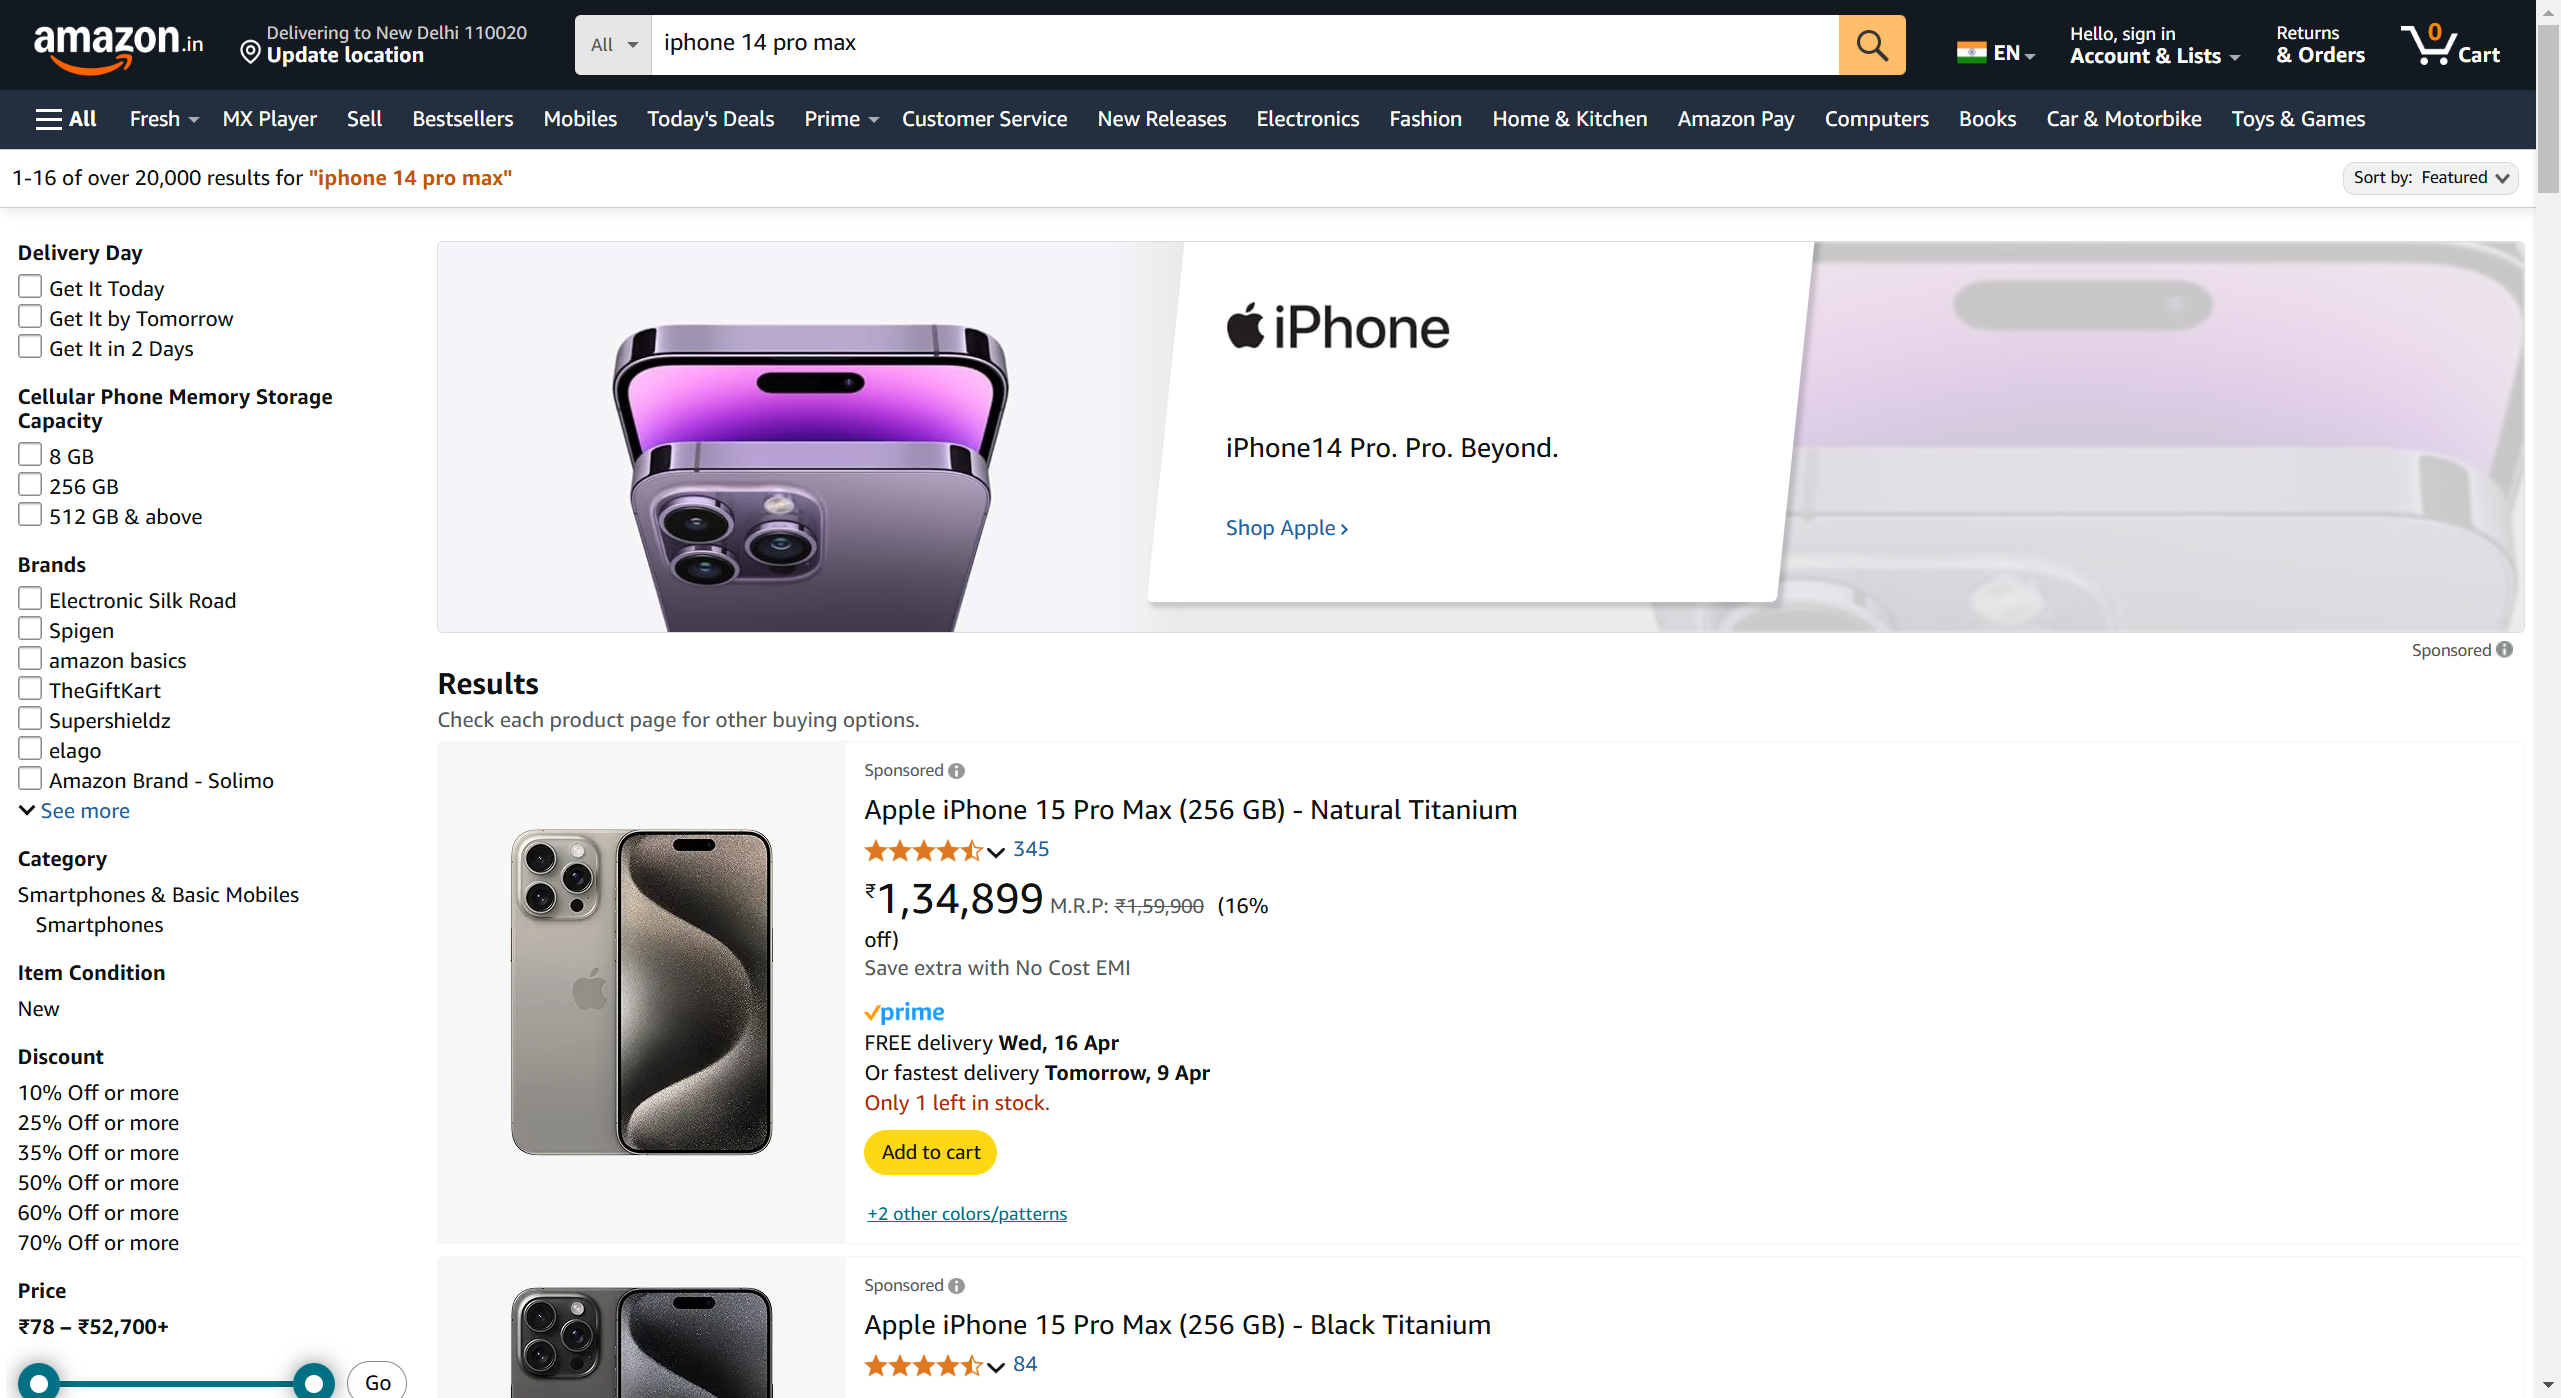 amazon.in
Delivering to New Delhi 110020
Update location
All
iphone 14 pro max
EN
Hello, sign in
Account & Lists
Returns
& Orders
0
Cart
All
Fresh
MX Player
Sell
Bestsellers
Mobiles
Today's Deals
Prime
Customer Service
New Releases
Electronics
Fashion
Home & Kitchen
Amazon Pay
Computers
Books
Car & Motorbike
Toys & Games
1-16 of over 20,000 results for "iphone 14 pro max"
Sort by: Featured
Delivery Day
Get It Today
Get It by Tomorrow
Get It in 2 Days
Cellular Phone Memory Storage
Capacity
8 GB
256 GB
512 GB & above
Brands
Electronic Silk Road
Spigen
amazon basics
TheGiftKart
Supershieldz
elago
Amazon Brand - Solimo
See more
Category
Smartphones & Basic Mobiles
Smartphones
Item Condition
New
Discount
10% Off or more
25% Off or more
35% Off or more
50% Off or more
60% Off or more
70% Off or more
Price
₹78 – ₹52,700+
Go
iPhone
iPhone14 Pro. Pro. Beyond.
Shop Apple ›
Sponsored
Results
Check each product page for other buying options.
Sponsored
Apple iPhone 15 Pro Max (256 GB) - Natural Titanium
345
₹1,34,899 M.R.P: ₹1,59,900 (16%
off)
Save extra with No Cost EMI
prime
FREE delivery Wed, 16 Apr
Or fastest delivery Tomorrow, 9 Apr
Only 1 left in stock.
Add to cart
+2 other colors/patterns
Sponsored
Apple iPhone 15 Pro Max (256 GB) - Black Titanium
84